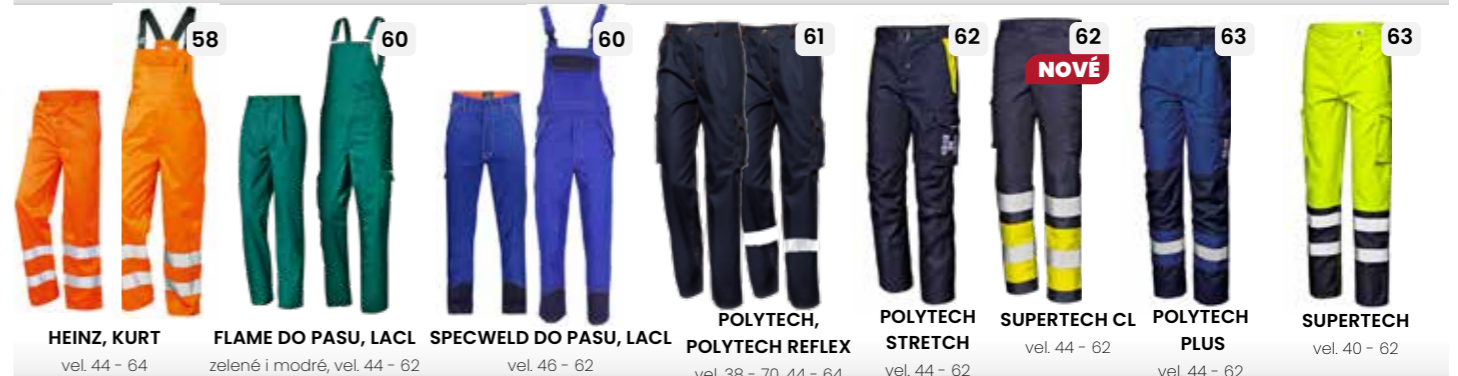 58
60
60
61
62
62
NOVÉ
63
63
HEINZ, KURT
vel. 44 - 64
FLAME DO PASU, LACL
zelené i modré, vel. 44 - 62
SPECWELD DO PASU, LACL
vel. 46 - 62
POLYTECH,
POLYTECH REFLEX
vel. 38 - 70, 44 - 64
POLYTECH
STRETCH
vel. 44 - 62
SUPERTECH CL
vel. 44 - 62
POLYTECH
PLUS
vel. 44 - 62
SUPERTECH
vel. 40 - 62